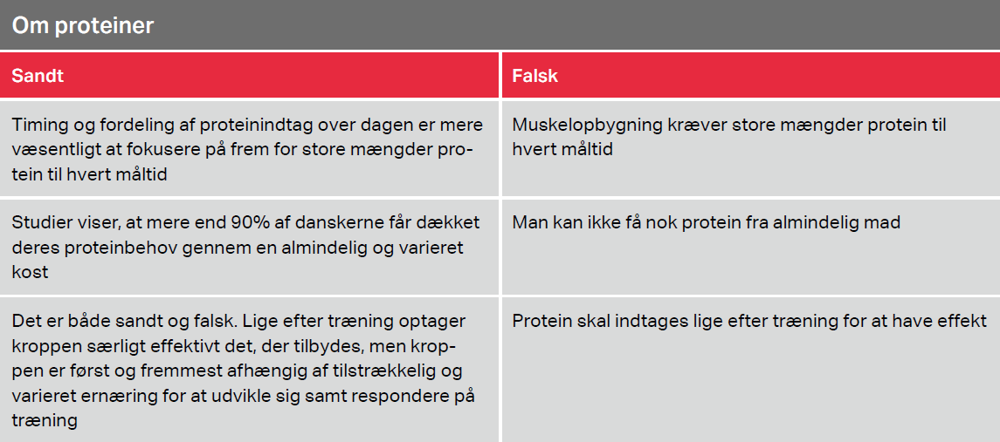 Om proteiner
Sandt
Falsk
Timing og fordeling af proteinindtag over dagen er mere
væsentligt at fokusere på frem for store mængder pro-
tein til hvert måltid
Muskelopbygning kræver store mængder protein til
hvert måltid
Studier viser, at mere end 90% af danskerne får dækket
deres proteinbehov gennem en almindelig og varieret
kost
Man kan ikke få nok protein fra almindelig mad
Det er både sandt og falsk. Lige efter træning optager
kroppen særligt effektivt det, der tilbydes, men krop-
pen er først og fremmest afhængig af tilstrækkelig og
varieret ernæring for at udvikle sig samt respondere på
træning
Protein skal indtages lige efter træning for at have effekt